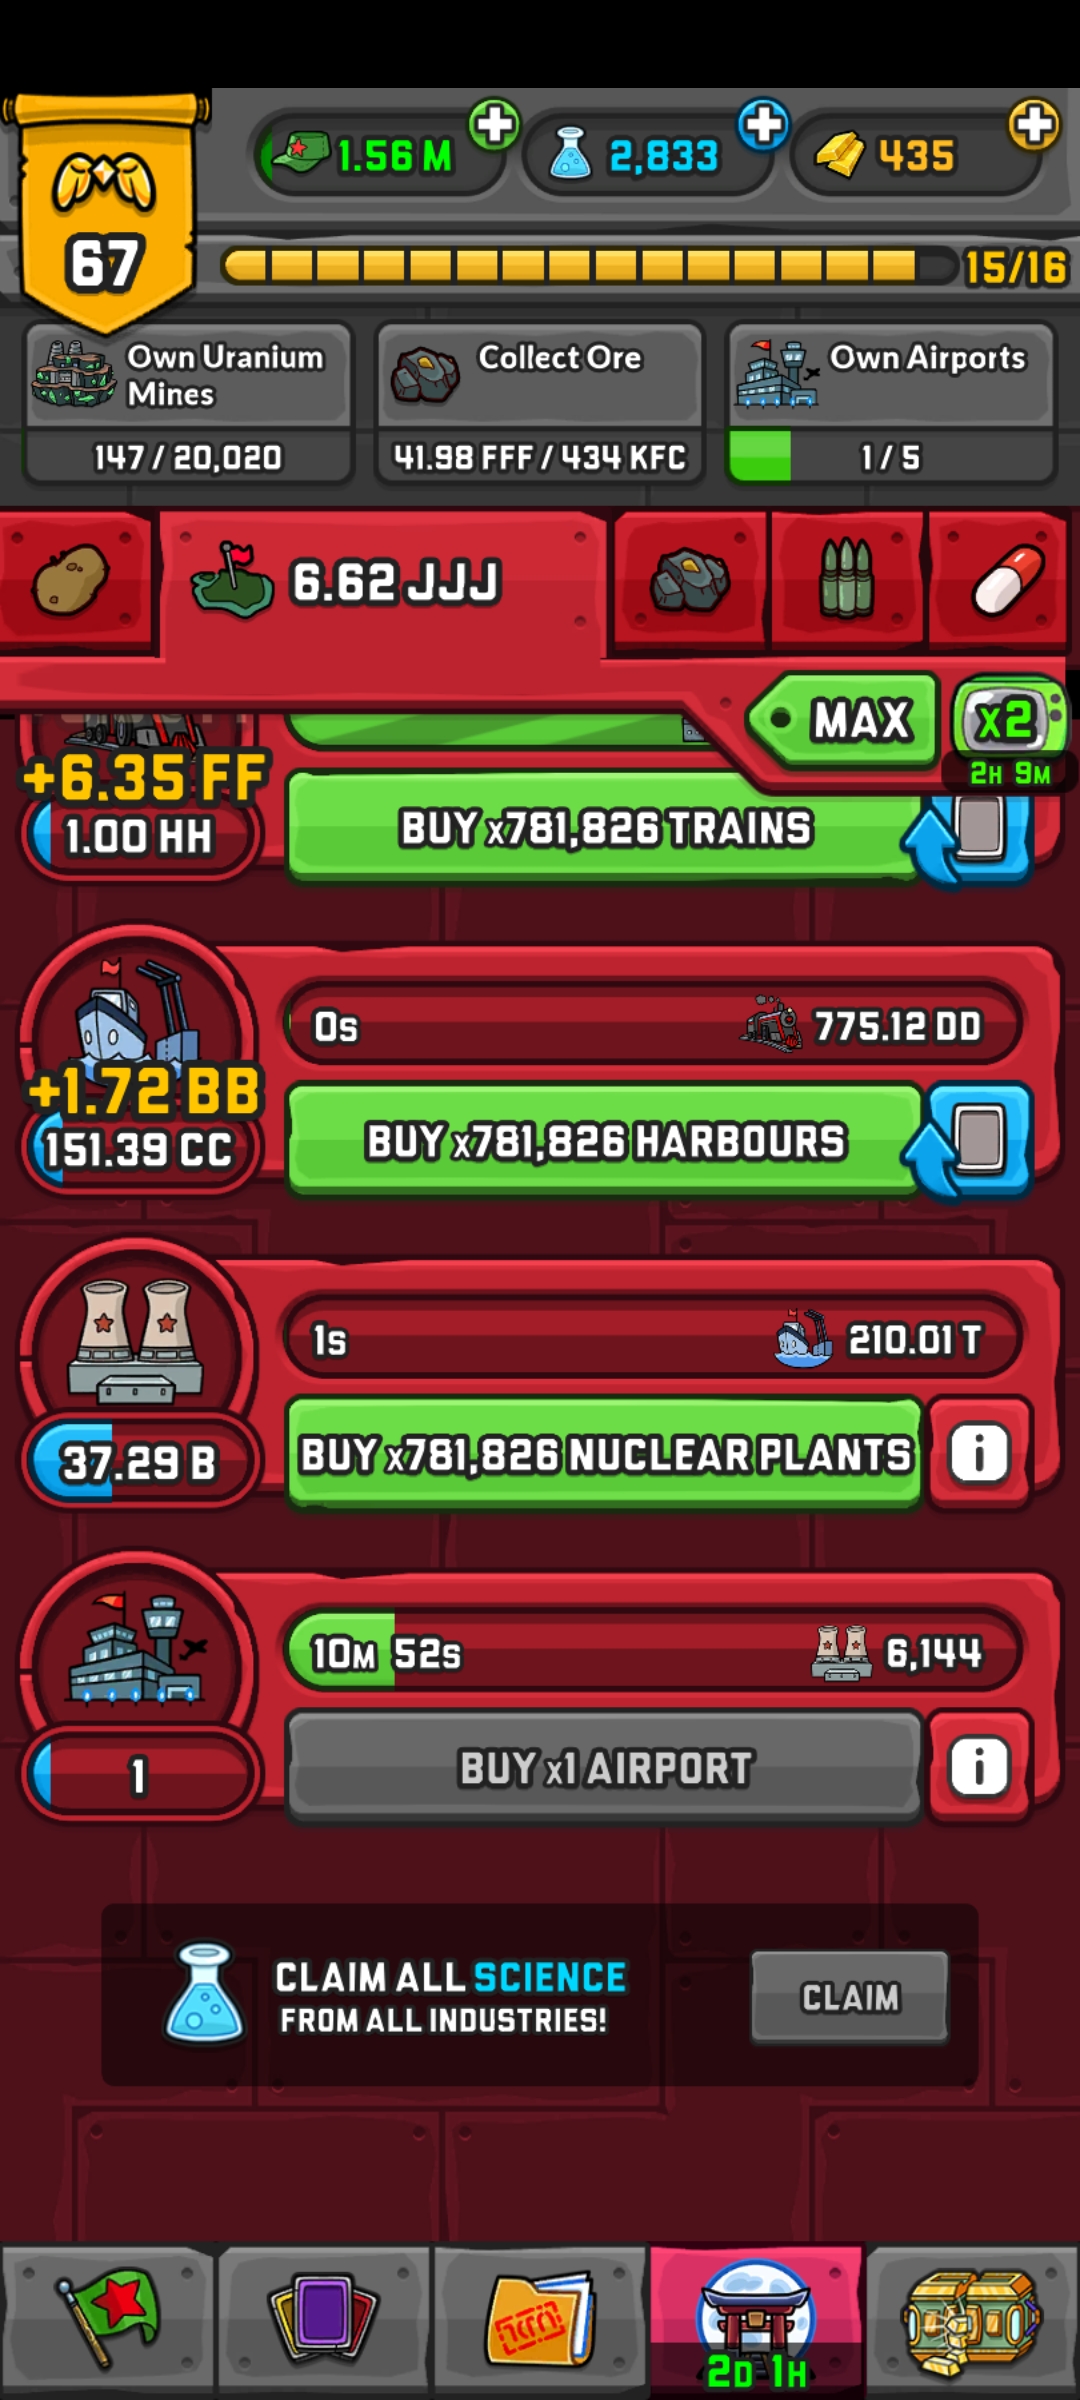 1.56 M
2,833
435
67
15/16
Own Uranium
Mines
147 / 20,020
Collect Ore
41.98 FFF / 434 KFC
Own Airports
1 / 5
6.62 JJJ
MAX
x2
2H 9M
+6.35 FF
1.00 HH
BUY x781,826 TRAINS
0s
775.12 DD
+1.72 BB
151.39 CC
BUY x781,826 HARBOURS
1s
210.01 T
37.29 B
BUY x781,826 NUCLEAR PLANTS
i
10M 52s
6,144
1
BUY x1 AIRPORT
i
CLAIM ALL SCIENCE
FROM ALL INDUSTRIES!
CLAIM
2D 1H